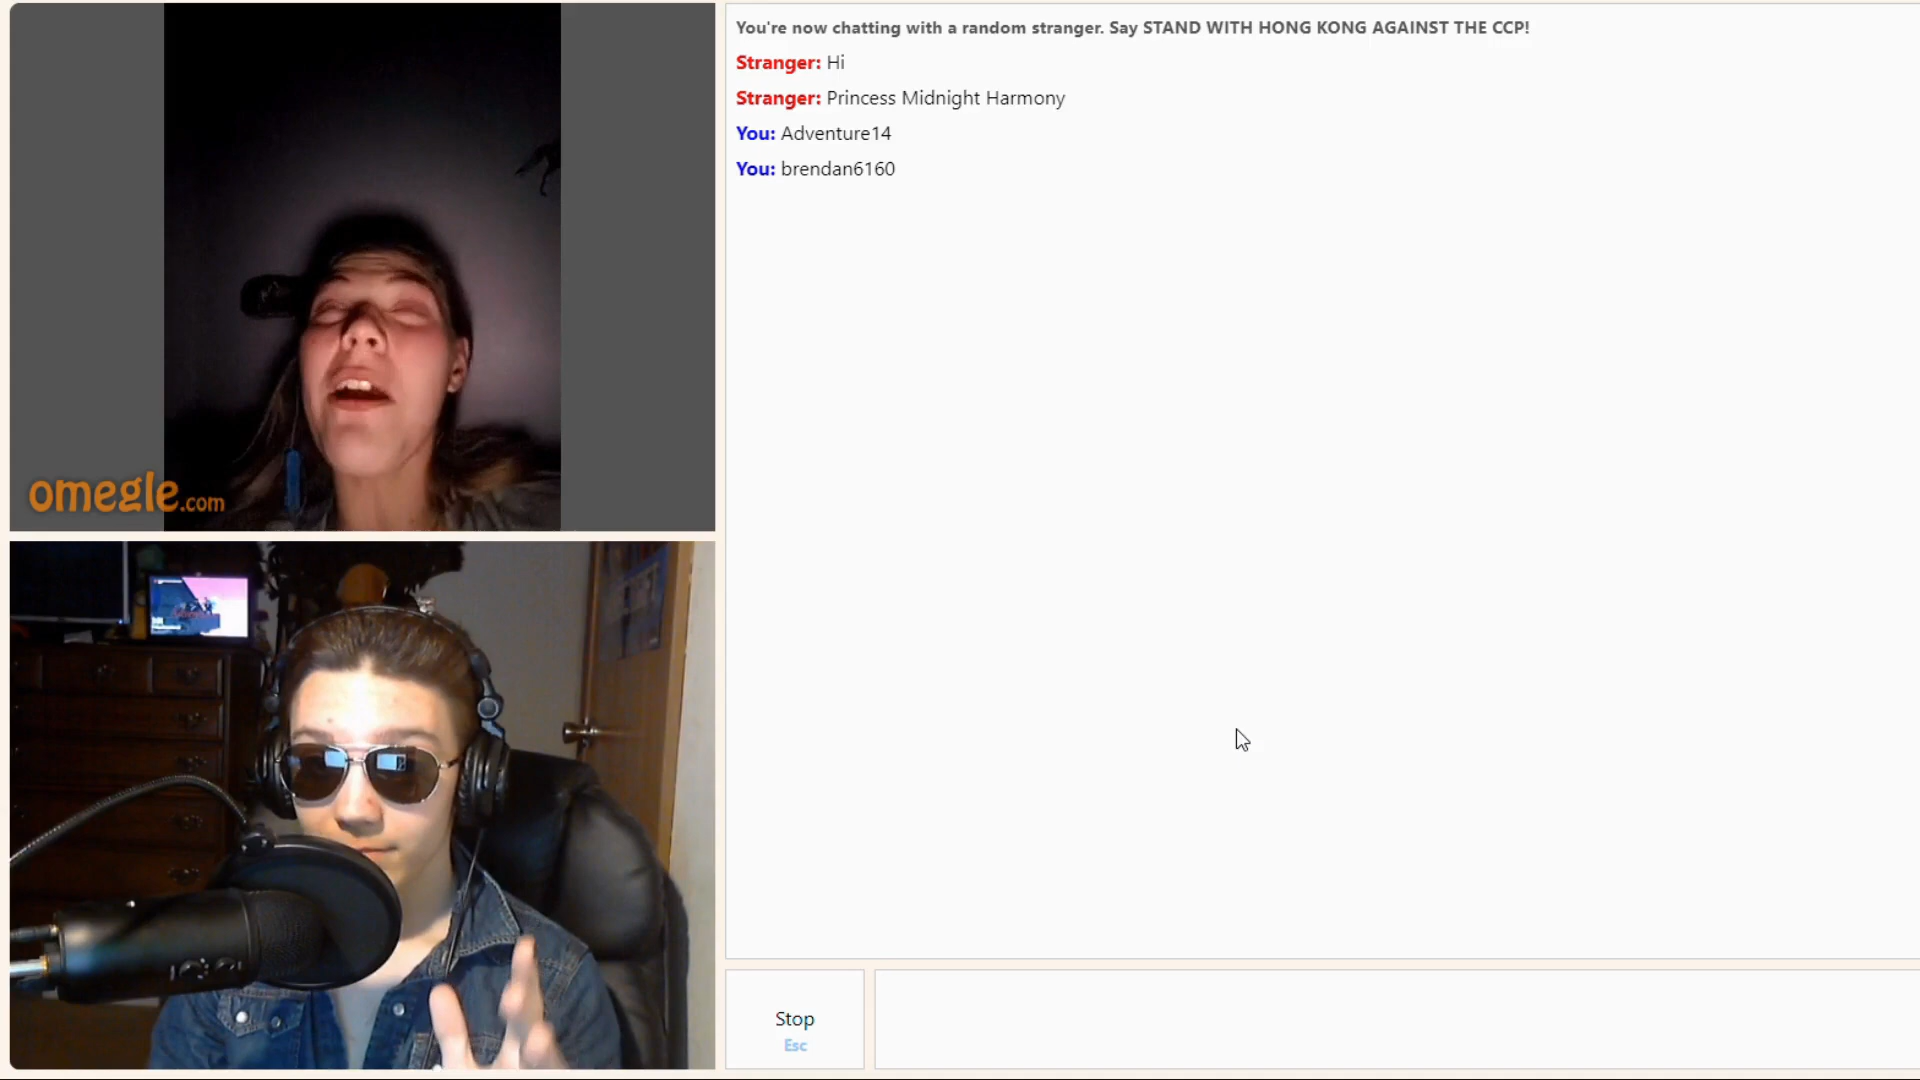 You're now chatting with a random stranger. Say STAND WITH HONG KONG AGAINST THE CCP!
Stranger: Hi
Stranger: Princess Midnight Harmony
You: Adventure14
You: brendan6160
omegle.com
Stop
Esc